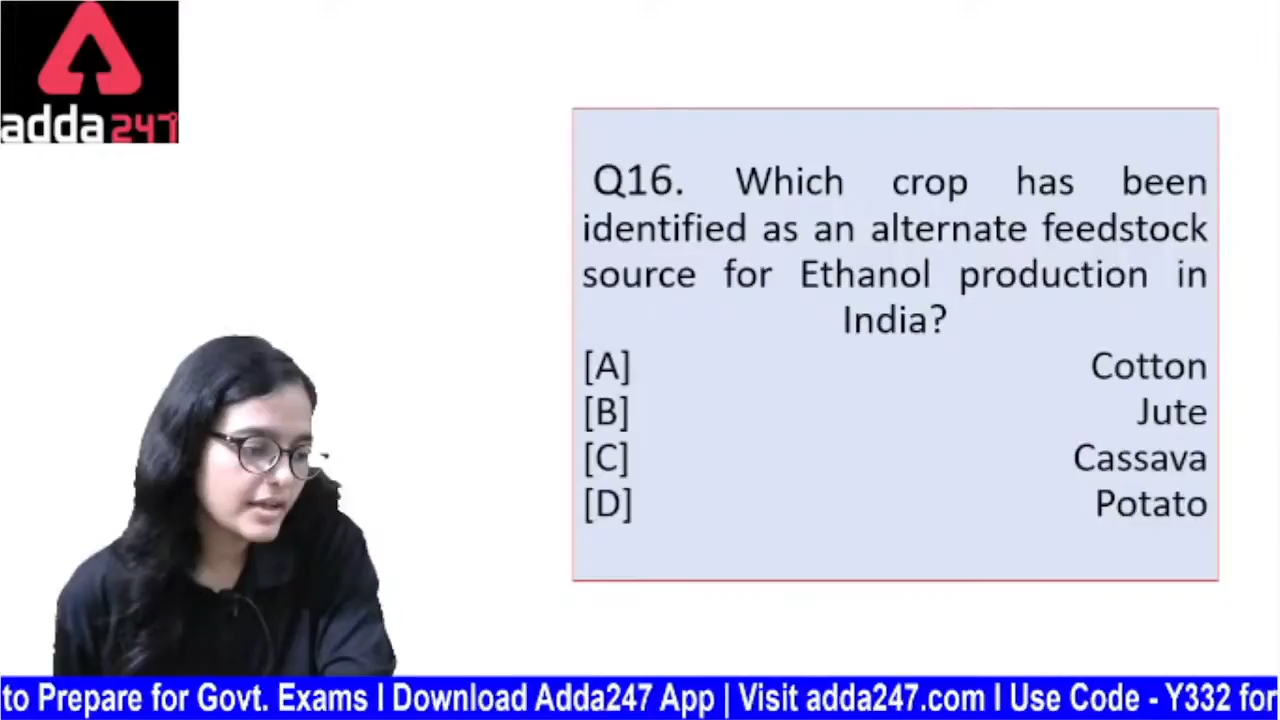 adda247
Q16. Which crop has been
identified as an alternate feedstock
source for Ethanol production in
India?
[A] Cotton
[B] Jute
[C] Cassava
[D] Potato
to Prepare for Govt. Exams I Download Adda247 App | Visit adda247.com I Use Code - Y332 for